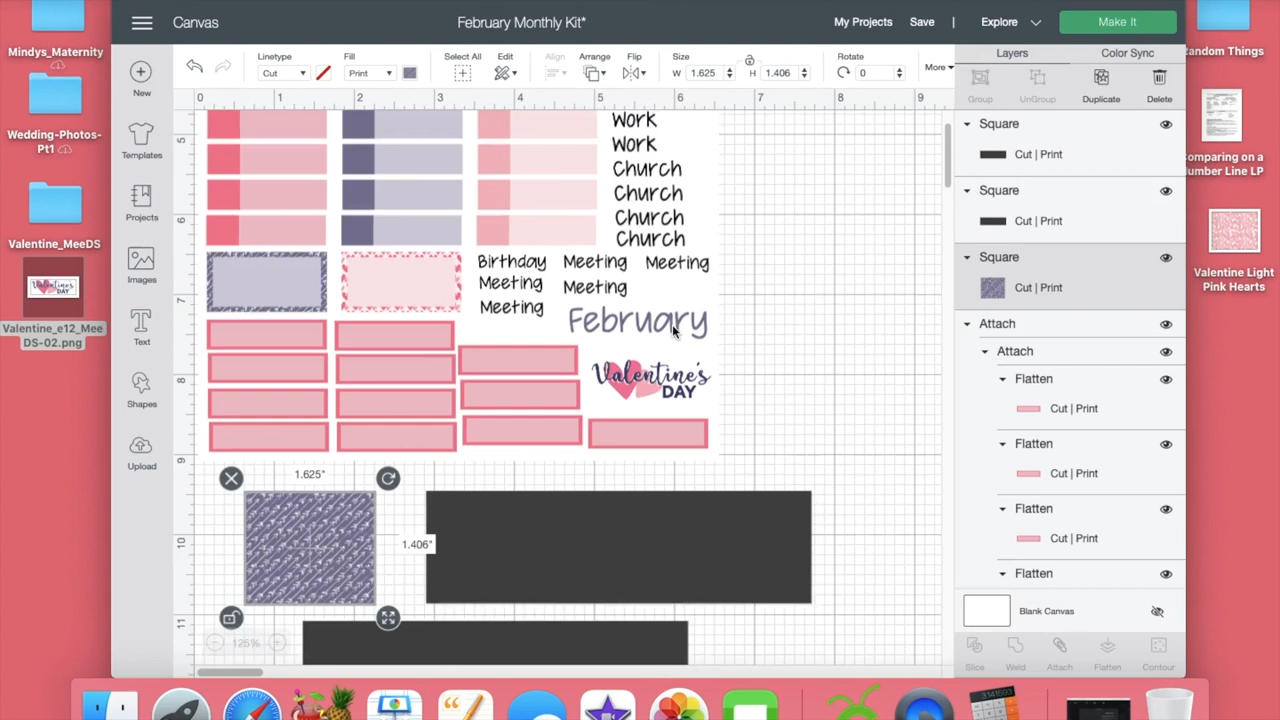 Canvas
February Monthly Kit*
My Projects
Save
|
Explore
Make It
Linetype
Cut
Fill
Print
Select All
Edit
Align
Arrange
Flip
Size
W 1.625
H 1.406
Rotate
0
More
Layers
Color Sync
Group
UnGroup
Duplicate
Delete
New
Templates
Projects
Images
Text
Shapes
Upload
0 1 2 3 4 5 6 7 8 9
5
6
7
8
9
10
11
Work
Work
Church
Church
Church
Church
Birthday Meeting Meeting
Meeting Meeting
Meeting
February
Valentine's
DAY
1.625"
1.406"
125%
Square
Cut | Print
Square
Cut | Print
Square
Cut | Print
Attach
Attach
Flatten
Cut | Print
Flatten
Cut | Print
Flatten
Cut | Print
Flatten
Blank Canvas
Slice
Weld
Attach
Flatten
Contour
Mindys_Maternity
Wedding-Photos-
Pt1
Valentine_MeeDS
Valentine_e12_Mee
DS-02.png
Random Things
Comparing on a
Number Line LP
Valentine Light
Pink Hearts